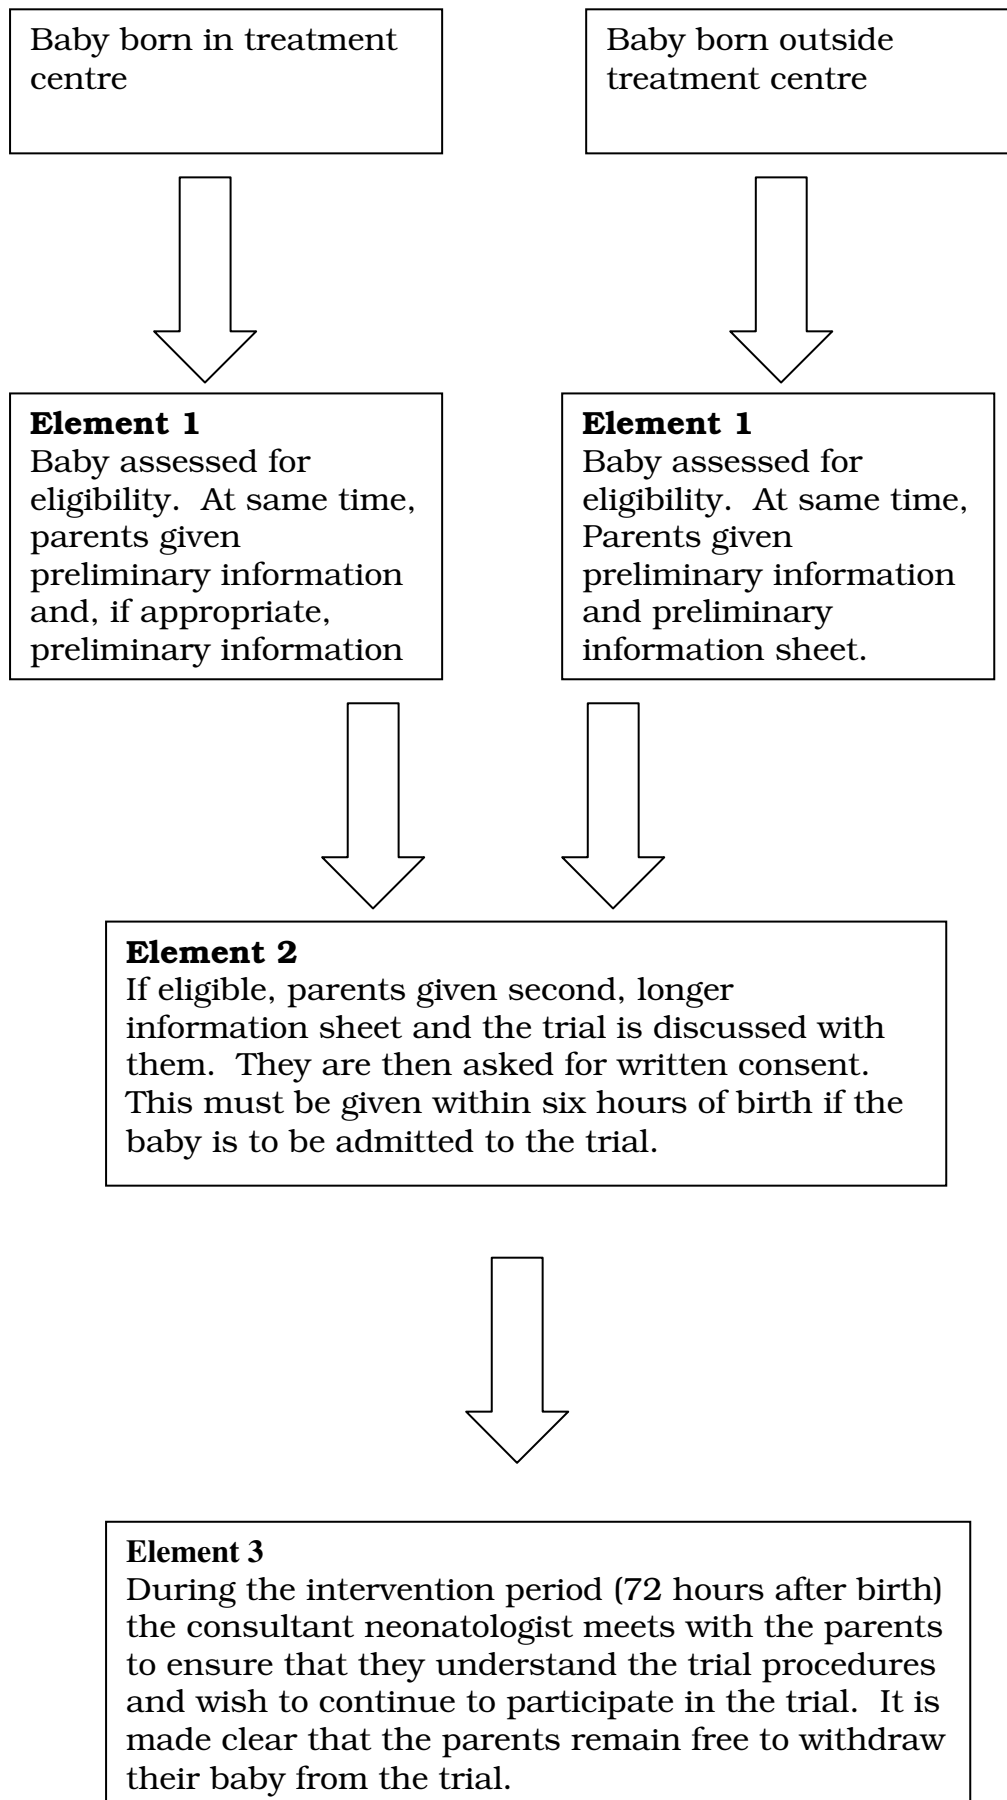 Baby born in treatment
centre
Baby born outside
treatment centre
Element 1
Baby assessed for
eligibility.  At same time,
parents given
preliminary information
and, if appropriate,
preliminary information
Element 1
Baby assessed for
eligibility.  At same time,
Parents given
preliminary information
and preliminary
information sheet.
Element 2
If eligible, parents given second, longer
information sheet and the trial is discussed with
them.  They are then asked for written consent.
This must be given within six hours of birth if the
baby is to be admitted to the trial.
Element 3
During the intervention period (72 hours after birth)
the consultant neonatologist meets with the parents
to ensure that they understand the trial procedures
and wish to continue to participate in the trial.  It is
made clear that the parents remain free to withdraw
their baby from the trial.